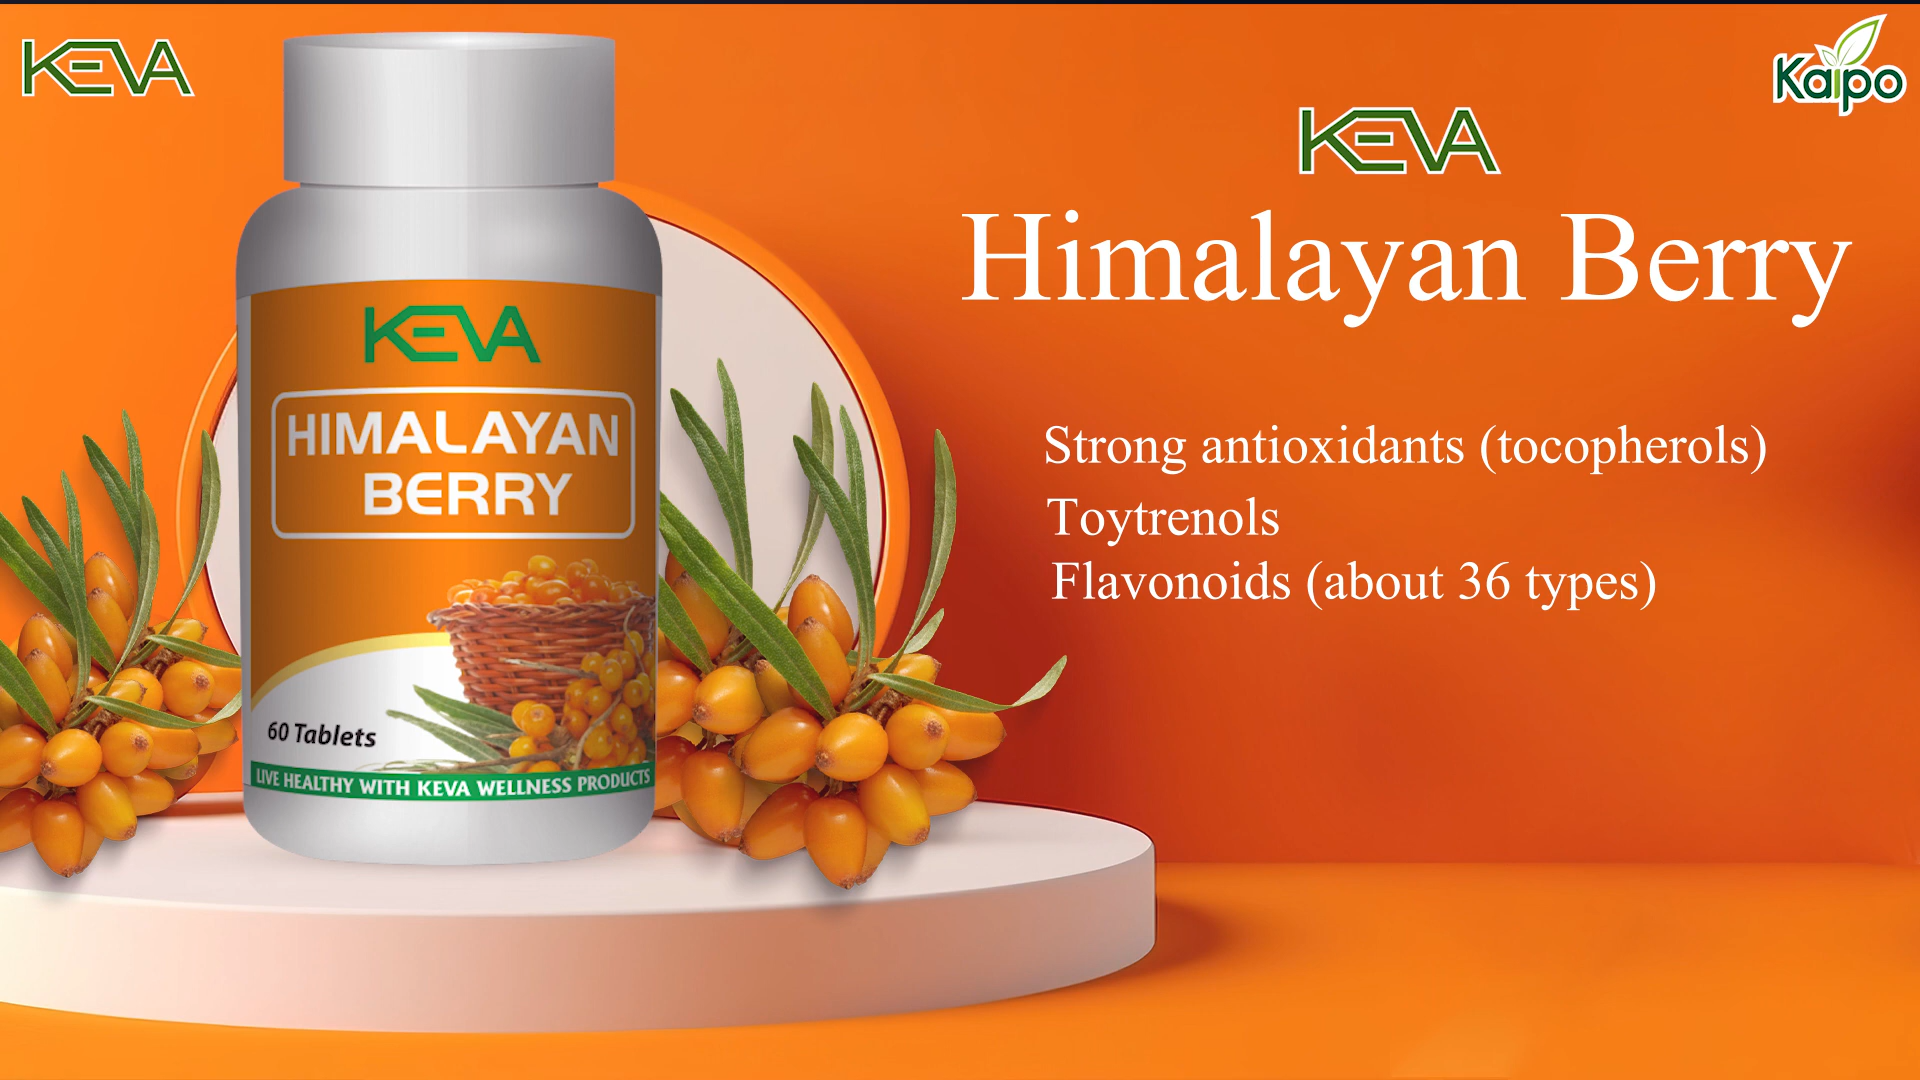 KEVA
Kaipo
KEVA
Himalayan Berry
Strong antioxidants (tocopherols)
Toytrenols
Flavonoids (about 36 types)
KEVA
HIMALAYAN
BERRY
60 Tablets
LIVE HEALTHY WITH KEVA WELLNESS PRODUCTS